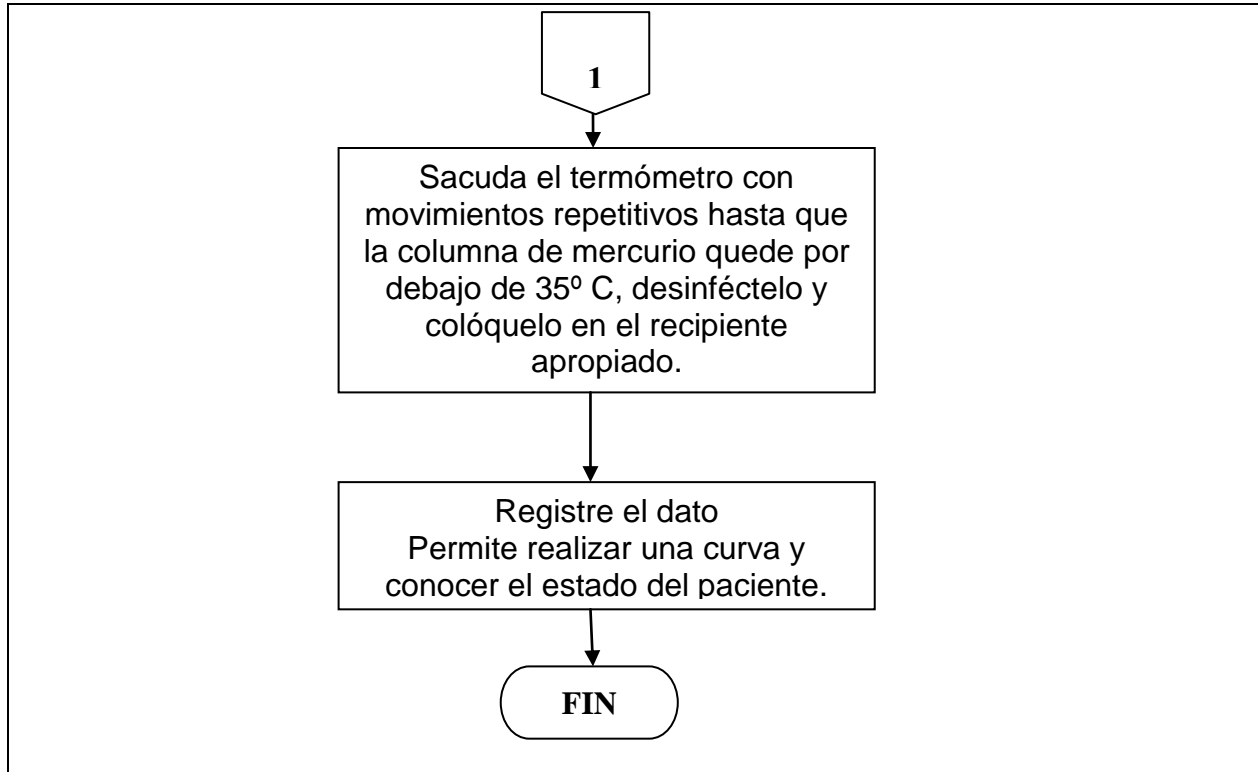 1
Sacuda el termómetro con
movimientos repetitivos hasta que
la columna de mercurio quede por
debajo de 35º C, desinféctelo y
colóquelo en el recipiente
apropiado.
Registre el dato
Permite realizar una curva y
conocer el estado del paciente.
FIN